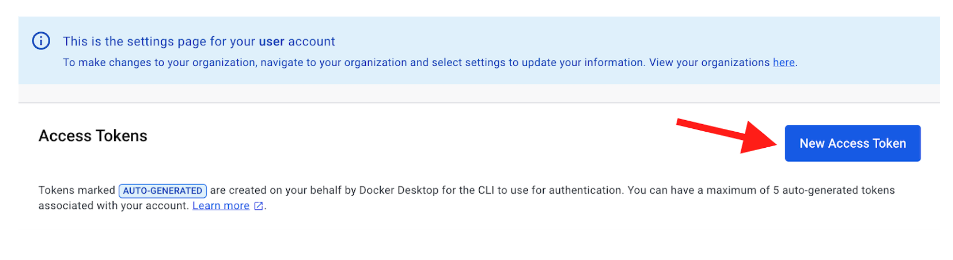 This is the settings page for your user account
To make changes to your organization, navigate to your organization and select settings to update your information. View your organizations here.
Access Tokens
New Access Token
Tokens marked AUTO-GENERATED are created on your behalf by Docker Desktop for the CLI to use for authentication. You can have a maximum of 5 auto-generated tokens
associated with your account. Learn more.